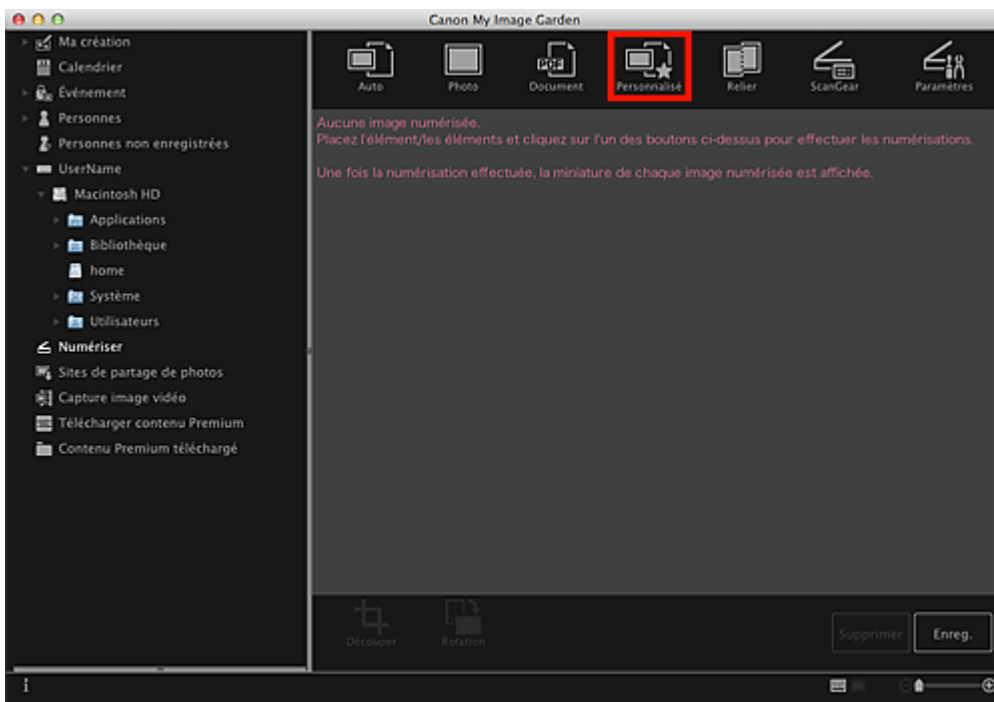 Canon My Image Garden
Ma création
Calendrier
Événement
Personnes
Personnes non enregistrées
UserName
Macintosh HD
Applications
Bibliothèque
home
Système
Utilisateurs
Numériser
Sites de partage de photos
Capture image vidéo
Télécharger contenu Premium
Contenu Premium téléchargé
Auto
Photo
PDF
Document
Personnalisé
Relier
ScanGear
Paramètres
Aucune image numérisée.
Placez l'élément/les éléments et cliquez sur l'un des boutons ci-dessus pour effectuer les numérisations.
Une fois la numérisation effectuée, la miniature de chaque image numérisée est affichée.
Découper
Rotation
Supprimer
Enreg.